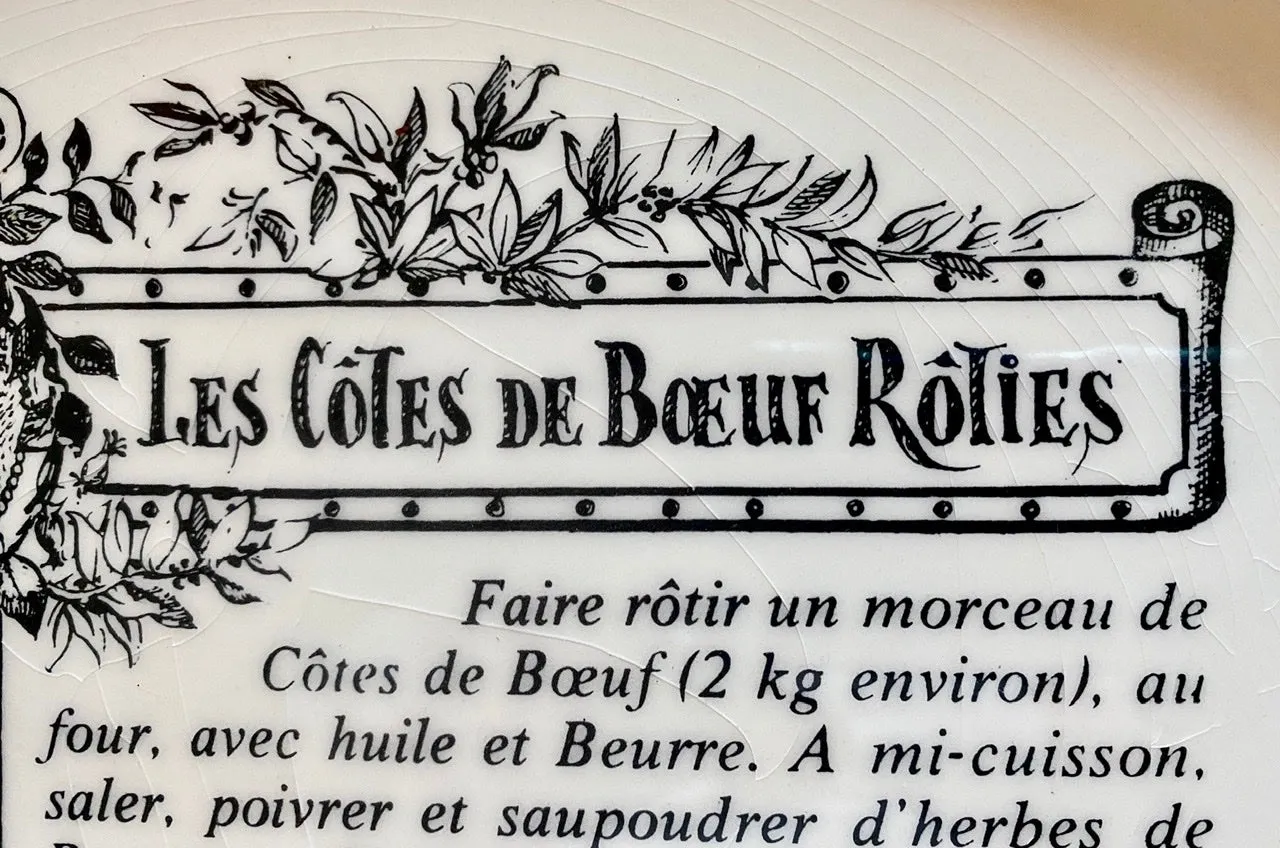 Les Côtes de Bœuf Rôties
Faire rôtir un morceau de
Côtes de Bœuf (2 kg environ), au
four, avec huile et Beurre. A mi-cuisson,
saler, poivrer et saupoudrer d'herbes de